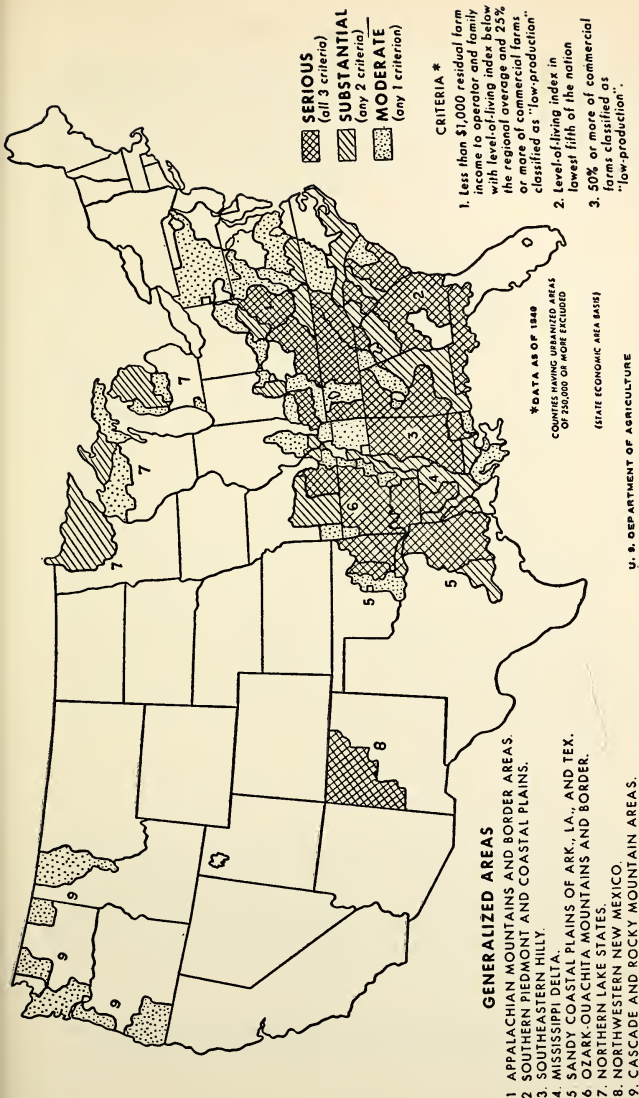 SERIOUS
(all 3 criteria)
SUBSTANTIAL
(any 2 criteria)
MODERATE
(any 1 criterion)
CRITERIA *
1. Less than $1,000 residual farm
income to operator and family
with level-of-living index below
the regional average and 25%
or more of commercial farms
classified as "low-production"
2. Level-of-living index in
lowest fifth of the nation
3. 50% or more of commercial
farms classified as
"low-production".
9
9
9
8
7
7
7
6
5
5
4
3
2
*DATA AS OF 1949
COUNTIES HAVING URBANIZED AREAS
OF 250,000 OR MORE EXCLUDED
(STATE ECONOMIC AREA BASIS)
GENERALIZED AREAS
1 APPALACHIAN MOUNTAINS AND BORDER AREAS.
2 SOUTHERN PIEDMONT AND COASTAL PLAINS.
3. SOUTHEASTERN HILLY.
4. MISSISSIPPI DELTA.
5 SANDY COASTAL PLAINS OF ARK., LA., AND TEX.
6 OZARK-OUACHITA MOUNTAINS AND BORDER.
7. NORTHERN LAKE STATES.
8. NORTHWESTERN NEW MEXICO.
9. CASCADE AND ROCKY MOUNTAIN AREAS.
U. S. DEPARTMENT OF AGRICULTURE